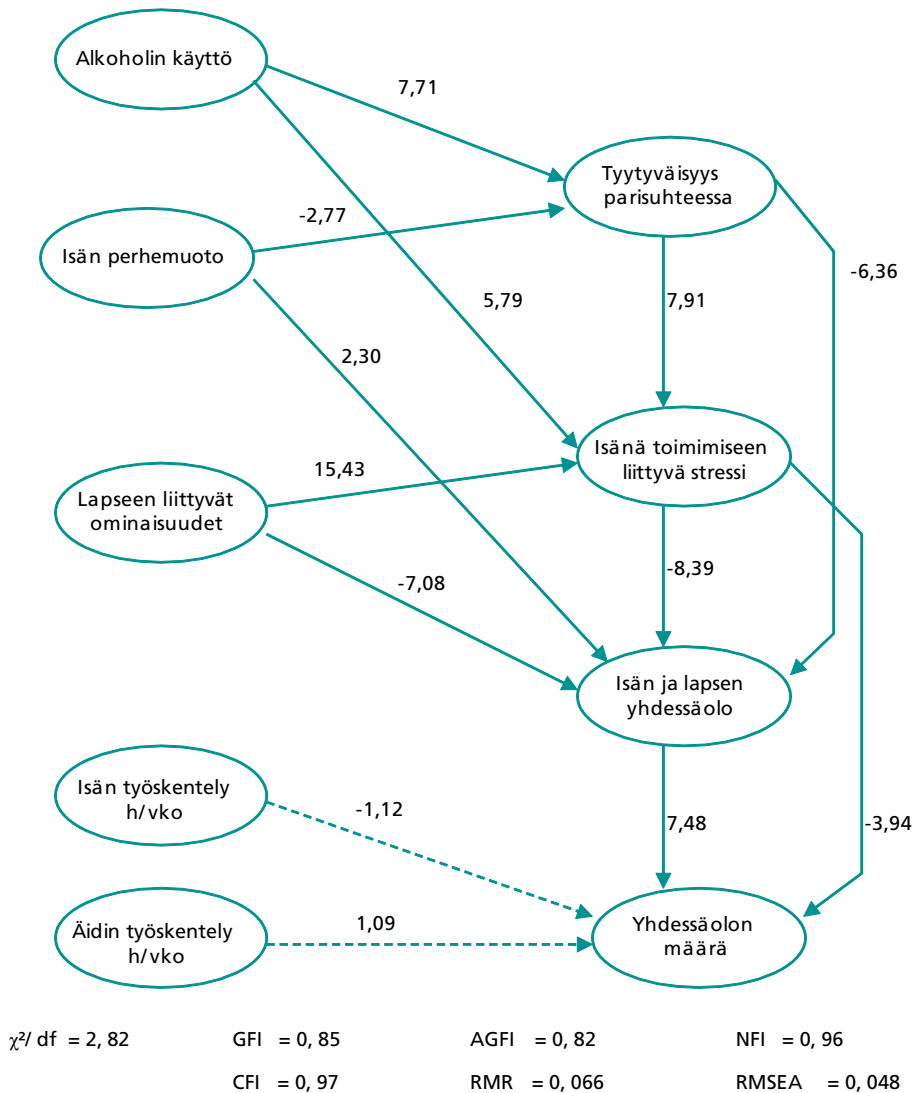 Alkoholin käyttö
7,71
Tyytyväisyys
parisuhteessa
-2,77
Isän perhemuoto
-6,36
5,79
7,91
2,30
Isänä toimimiseen
liittyvä stressi
15,43
Lapseen liittyvät
ominaisuudet
-8,39
-7,08
Isän ja lapsen
yhdessäolo
Isän työskentely
h/vko
-1,12
7,48
-3,94
Äidin työskentely
h/vko
1,09
Yhdessäolon
määrä
χ²/ df = 2, 82 GFI = 0, 85 AGFI = 0, 82 NFI = 0, 96
CFI = 0, 97 RMR = 0, 066 RMSEA = 0, 048